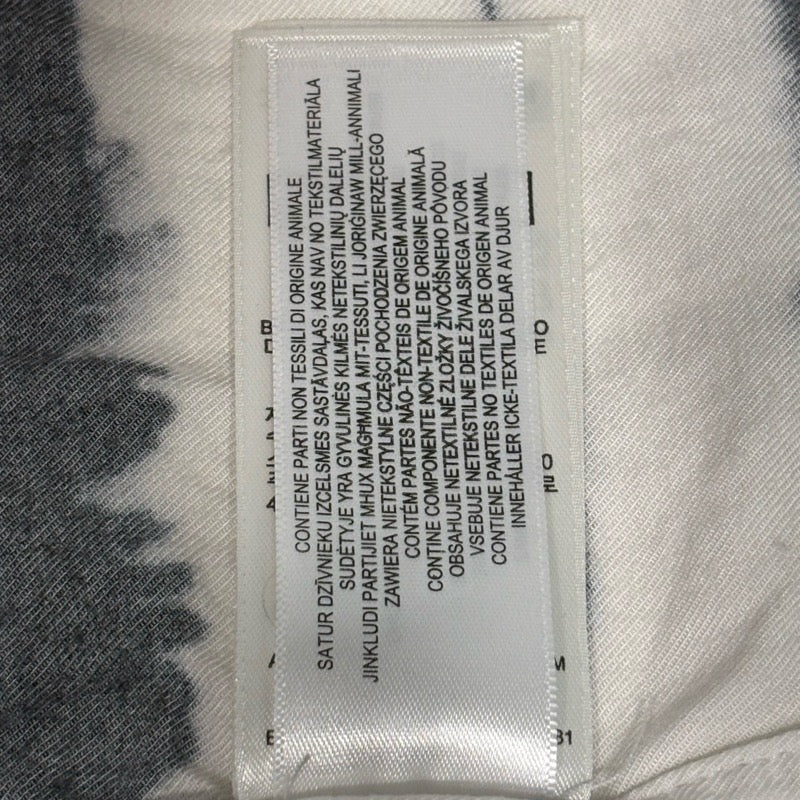 CONTIENE PARTI NON TESSILI DI ORIGINE ANIMALE
SATUR DZĪVNIEKU IZCELSMES SASTĀVDAĻAS, KAS NAV NO TEKSTILMATERIĀLA
SUDĖTYJE YRA GYVULINĖS KILMĖS NETEKSTILINIŲ DALELIŲ
JINKLUDI PARTIJIET MHUX MAGĦMULA MIT-TESSUTI, LI JORIĠINAW MILL-ANNIMALI
ZAWIERA NIETEKSTYLNE CZĘŚCI POCHODZENIA ZWIERZĘCEGO
CONTÉM PARTES NÃO-TÊXTEIS DE ORIGEM ANIMAL
CONȚINE COMPONENTE NON-TEXTILE DE ORIGINE ANIMALĂ
OBSAHUJE NETEXTILNÉ ZLOŽKY ŽIVOČÍŠNEHO PÔVODU
VSEBUJE NETEKSTILNE DELE ŽIVALSKEGA IZVORA
CONTIENE PARTES NO TEXTILES DE ORIGEN ANIMAL
INNEHÅLLER ICKE-TEXTILA DELAR AV DJUR